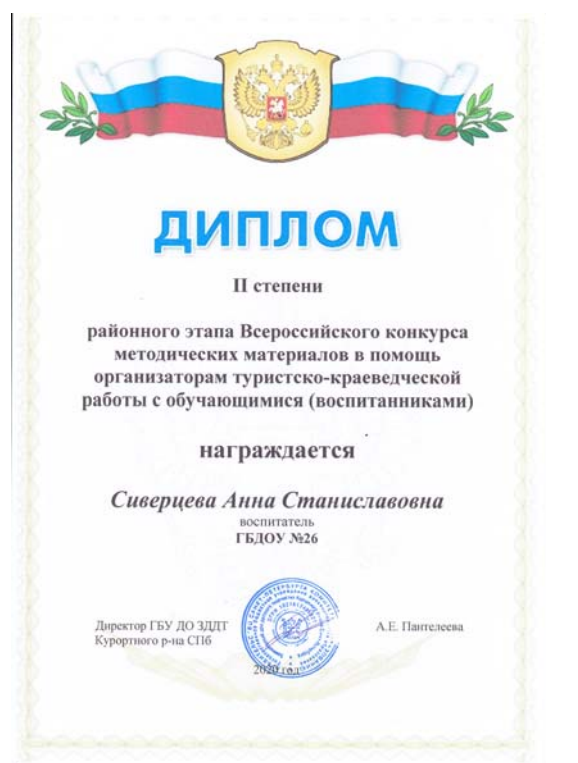 ДИПЛОМ
II степени
районного этапа Всероссийского конкурса
методических материалов в помощь
организаторам туристско-краеведческой
работы с обучающимися (воспитанниками)
награждается
Сиверцева Анна Станиславовна
воспитатель
ГБДОУ №26
Директор ГБУ ДО ЗДДТ
Курортного р-на СПб
А.Е. Пантелеева
2020 год